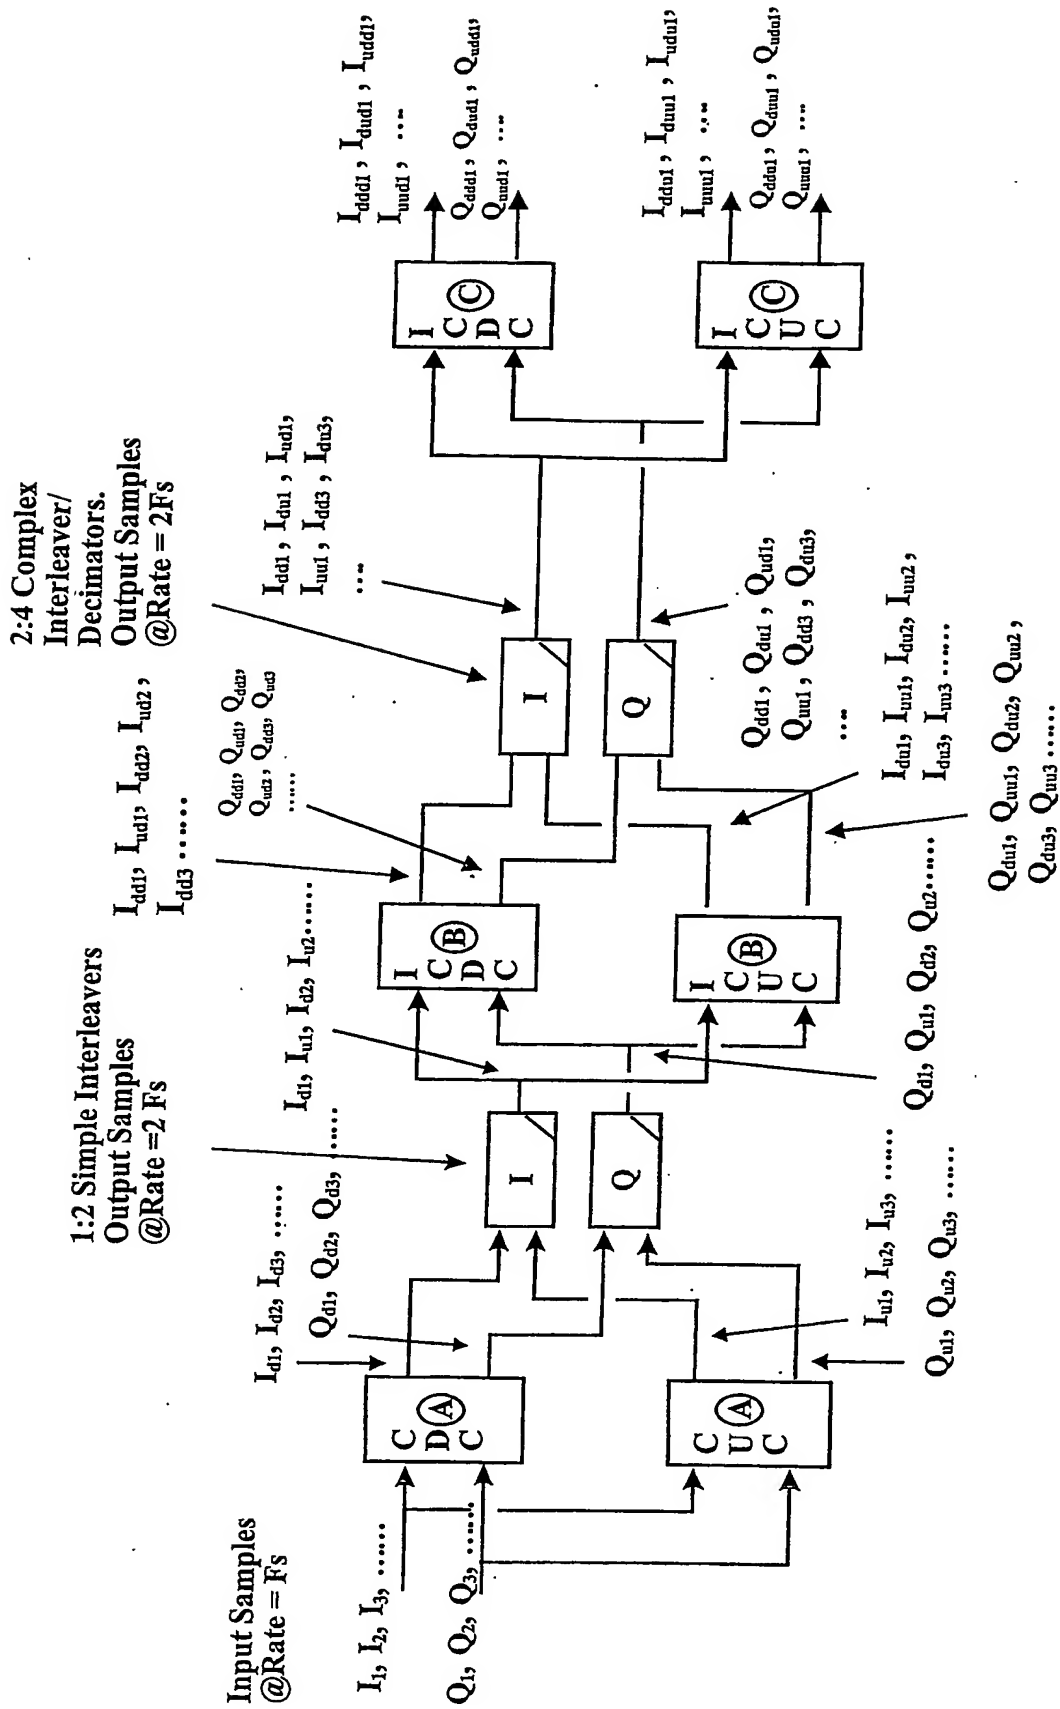 Input Samples
@Rate = Fs
I1, I2, I3, ......
Q1, Q2, Q3, ......
C
D A
C
C
U A
C
Id1, Id2, Id3, ......
Qd1, Qd2, Qd3, ......
Iu1, Iu2, Iu3, ......
Qu1, Qu2, Qu3, ......
1:2 Simple Interleavers
Output Samples
@Rate =2 Fs
I
Q
Id1, Iu1, Id2, Iu2......
Qd1, Qu1, Qd2, Qu2......
I
C B
D
C
I
C B
U
C
Idd1, Iud1, Idd2, Iud2,
Idd3 ......
Qdd1, Qud1, Qdd2,
Qud2, Qdd3, Qud3
......
Idu1, Iuu1, Idu2, Iuu2,
Idu3, Iuu3 ......
Qdu1, Quu1, Qdu2, Quu2,
Qdu3, Quu3 ......
2:4 Complex
Interleaver/
Decimators.
Output Samples
@Rate = 2Fs
I
Q
Idd1, Idu1, Iud1,
Iuu1, Idd3, Idu3,
....
Qdd1, Qdu1, Qud1,
Quu1, Qdd3, Qdu3,
....
I
C C
D
C
I
C C
U
C
Iddd1, Idud1, Iudd1,
Iuud1, ....
Qddd1, Qdud1, Qudd1,
Quud1, ....
Iddu1, Iduu1, Iudu1,
Iuuu1, ....
Qddu1, Qduu1, Qudu1,
Quuu1, ....